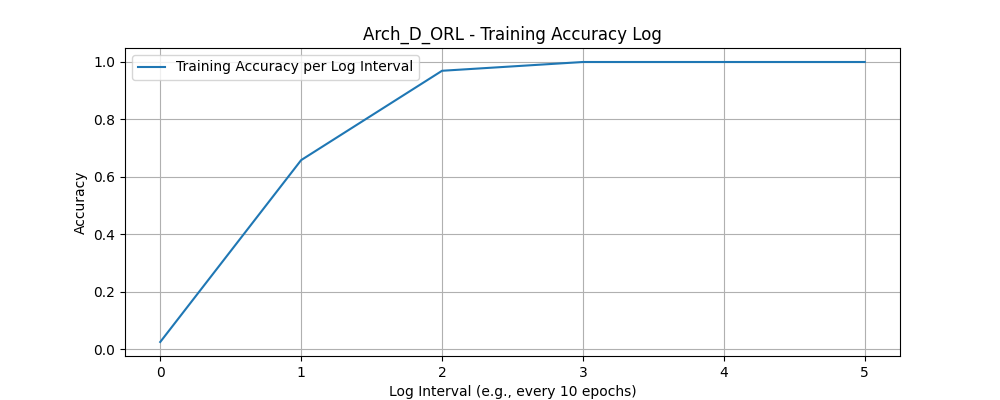 Arch_D_ORL - Training Accuracy Log
Training Accuracy per Log Interval
1.0
0.8
0.6
0.4
0.2
0.0
Accuracy
0 1 2 3 4 5
Log Interval (e.g., every 10 epochs)